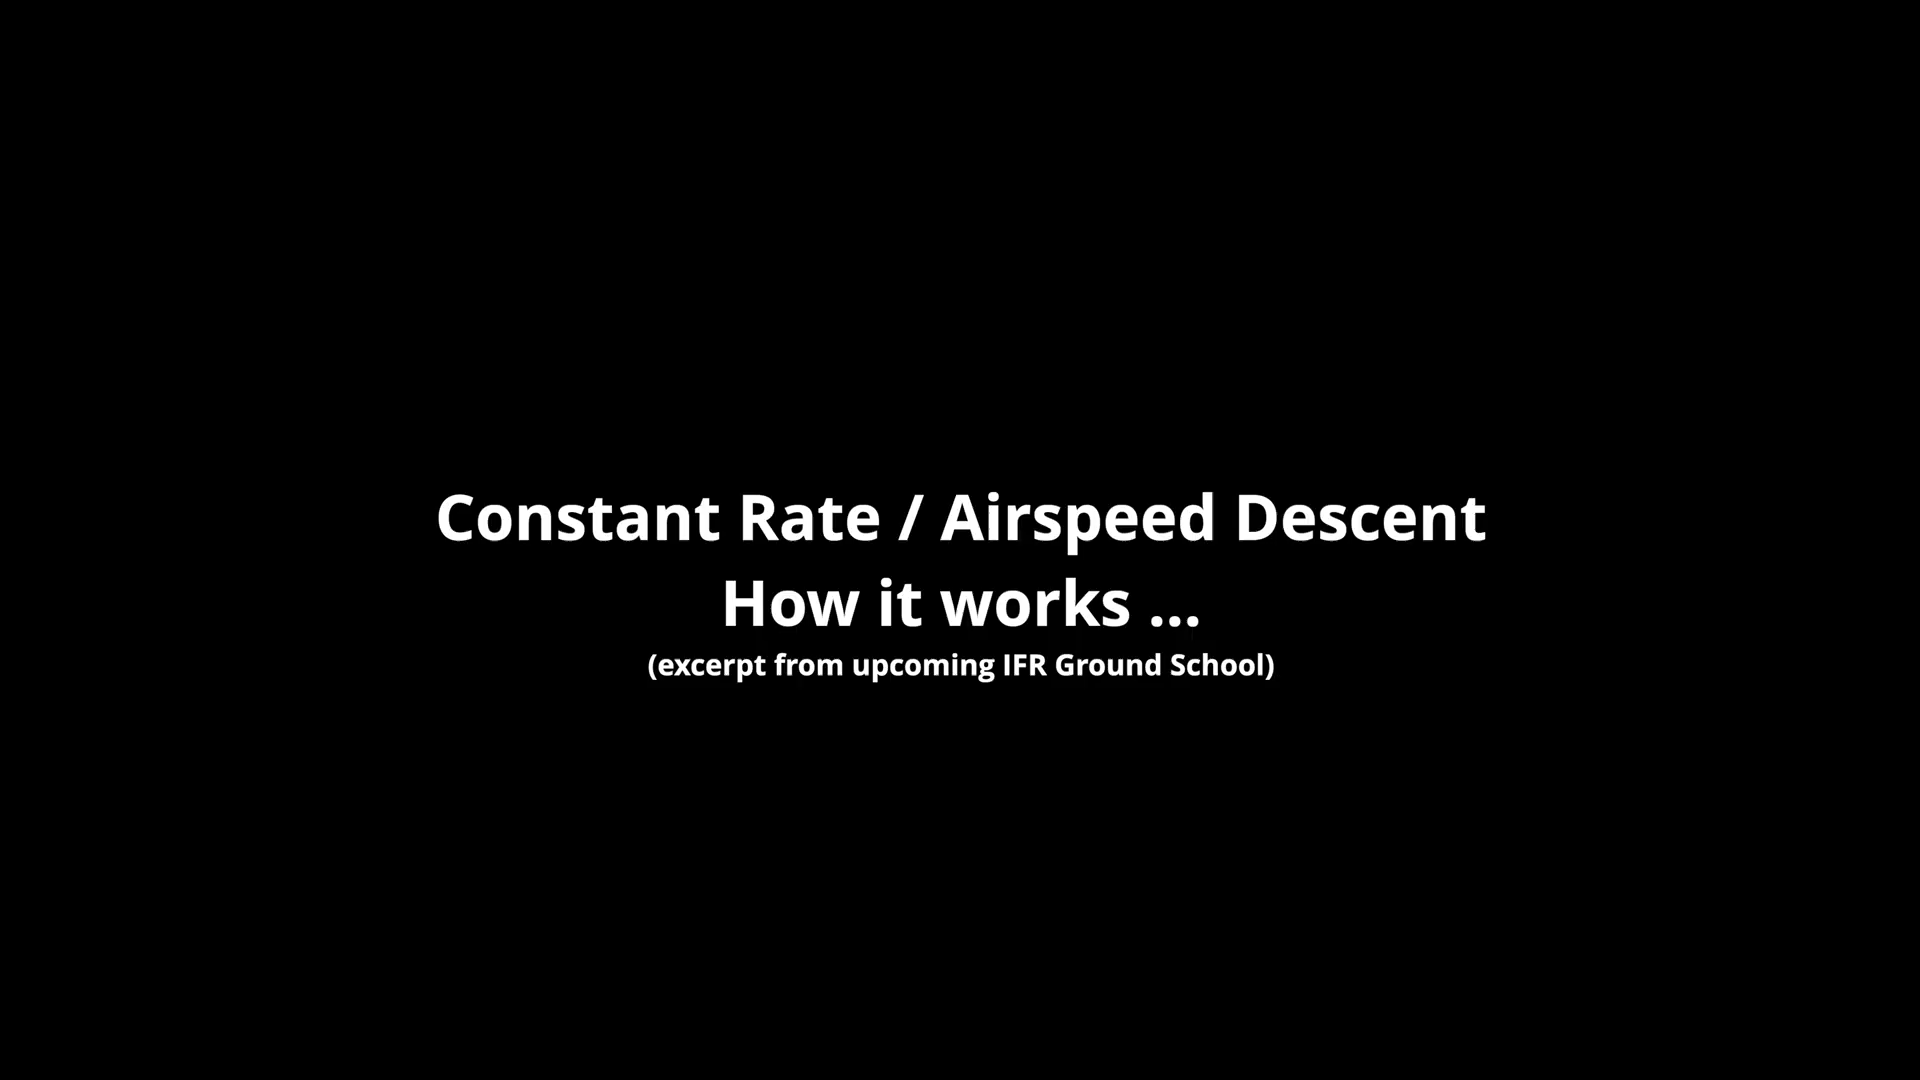 Constant Rate / Airspeed Descent
How it works ...
(excerpt from upcoming IFR Ground School)